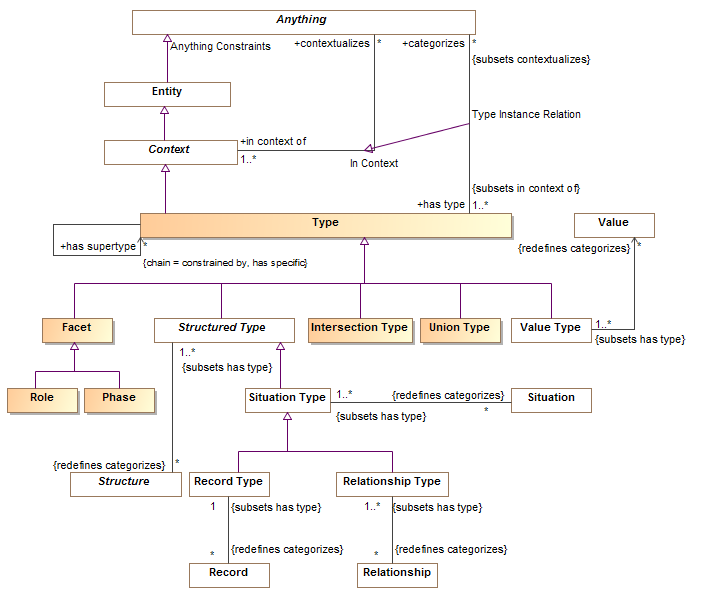 Anything
Anything Constraints
+contextualizes
*
+categorizes
*
{subsets contextualizes}
Entity
Type Instance Relation
Context
+in context of
1..*
In Context
{subsets in context of}
+has type
1..*
Type
Value
+has supertype
*
{redefines categorizes}
*
{chain = constrained by, has specific}
Facet
Structured Type
Intersection Type
Union Type
Value Type
1..*
{subsets has type}
1..*
{subsets has type}
Role
Phase
Situation Type
1..*
{redefines categorizes}
Situation
{subsets has type}
*
{redefines categorizes}
*
Structure
Record Type
Relationship Type
1
{subsets has type}
1..*
{subsets has type}
*
{redefines categorizes}
*
{redefines categorizes}
Record
Relationship